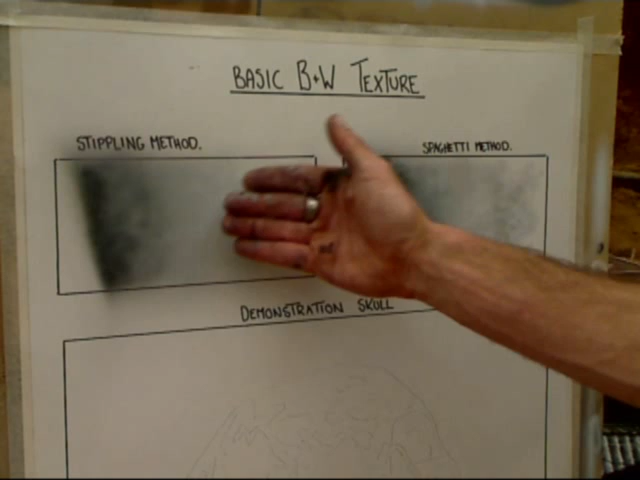 BASIC B+W TEXTURE
STIPPLING METHOD.
SPAGHETTI METHOD.
DEMONSTRATION SKULL